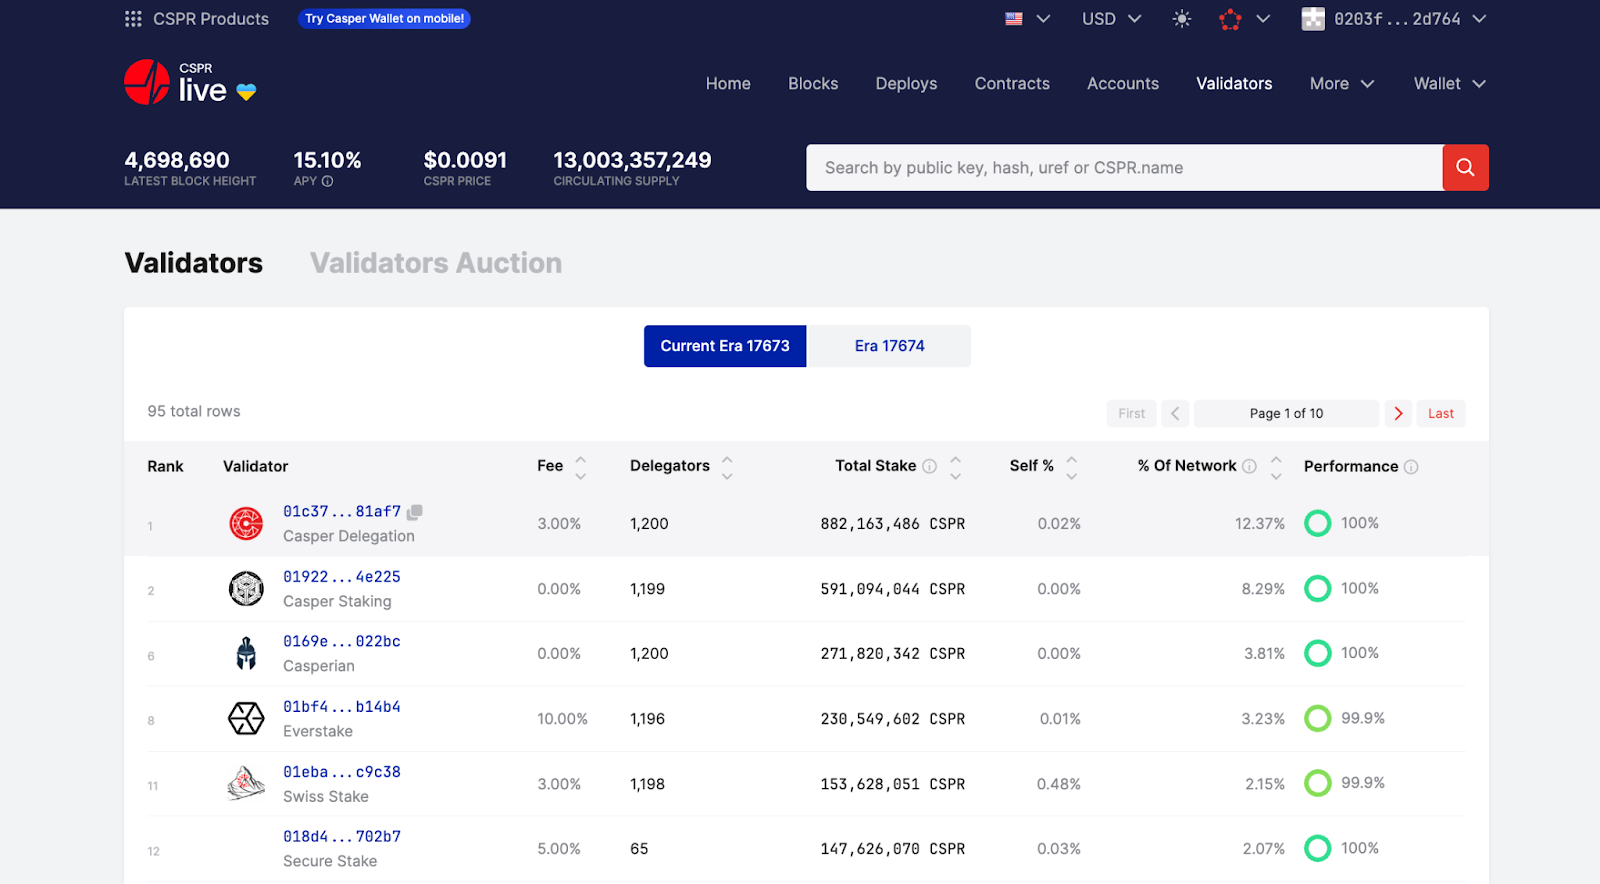 CSPR Products Try Casper Wallet on mobile! USD 0203f...2d764
CSPR
live
Home Blocks Deploys Contracts Accounts Validators More Wallet
4,698,690 15.10% $0.0091 13,003,357,249
LATEST BLOCK HEIGHT APY CSPR PRICE CIRCULATING SUPPLY
Search by public key, hash, uref or CSPR.name
Validators Validators Auction
Current Era 17673 Era 17674
95 total rows First Page 1 of 10 Last
Rank Validator Fee Delegators Total Stake Self % % Of Network Performance
1 01c37...81af7 3.00% 1,200 882,163,486 CSPR 0.02% 12.37% 100%
Casper Delegation
2 01922...4e225 0.00% 1,199 591,094,044 CSPR 0.00% 8.29% 100%
Casper Staking
6 0169e...022bc 0.00% 1,200 271,820,342 CSPR 0.00% 3.81% 100%
Casperian
8 01bf4...b14b4 10.00% 1,196 230,549,602 CSPR 0.01% 3.23% 99.9%
Everstake
11 01eba...c9c38 3.00% 1,198 153,628,051 CSPR 0.48% 2.15% 99.9%
Swiss Stake
12 018d4...702b7 5.00% 65 147,626,070 CSPR 0.03% 2.07% 100%
Secure Stake